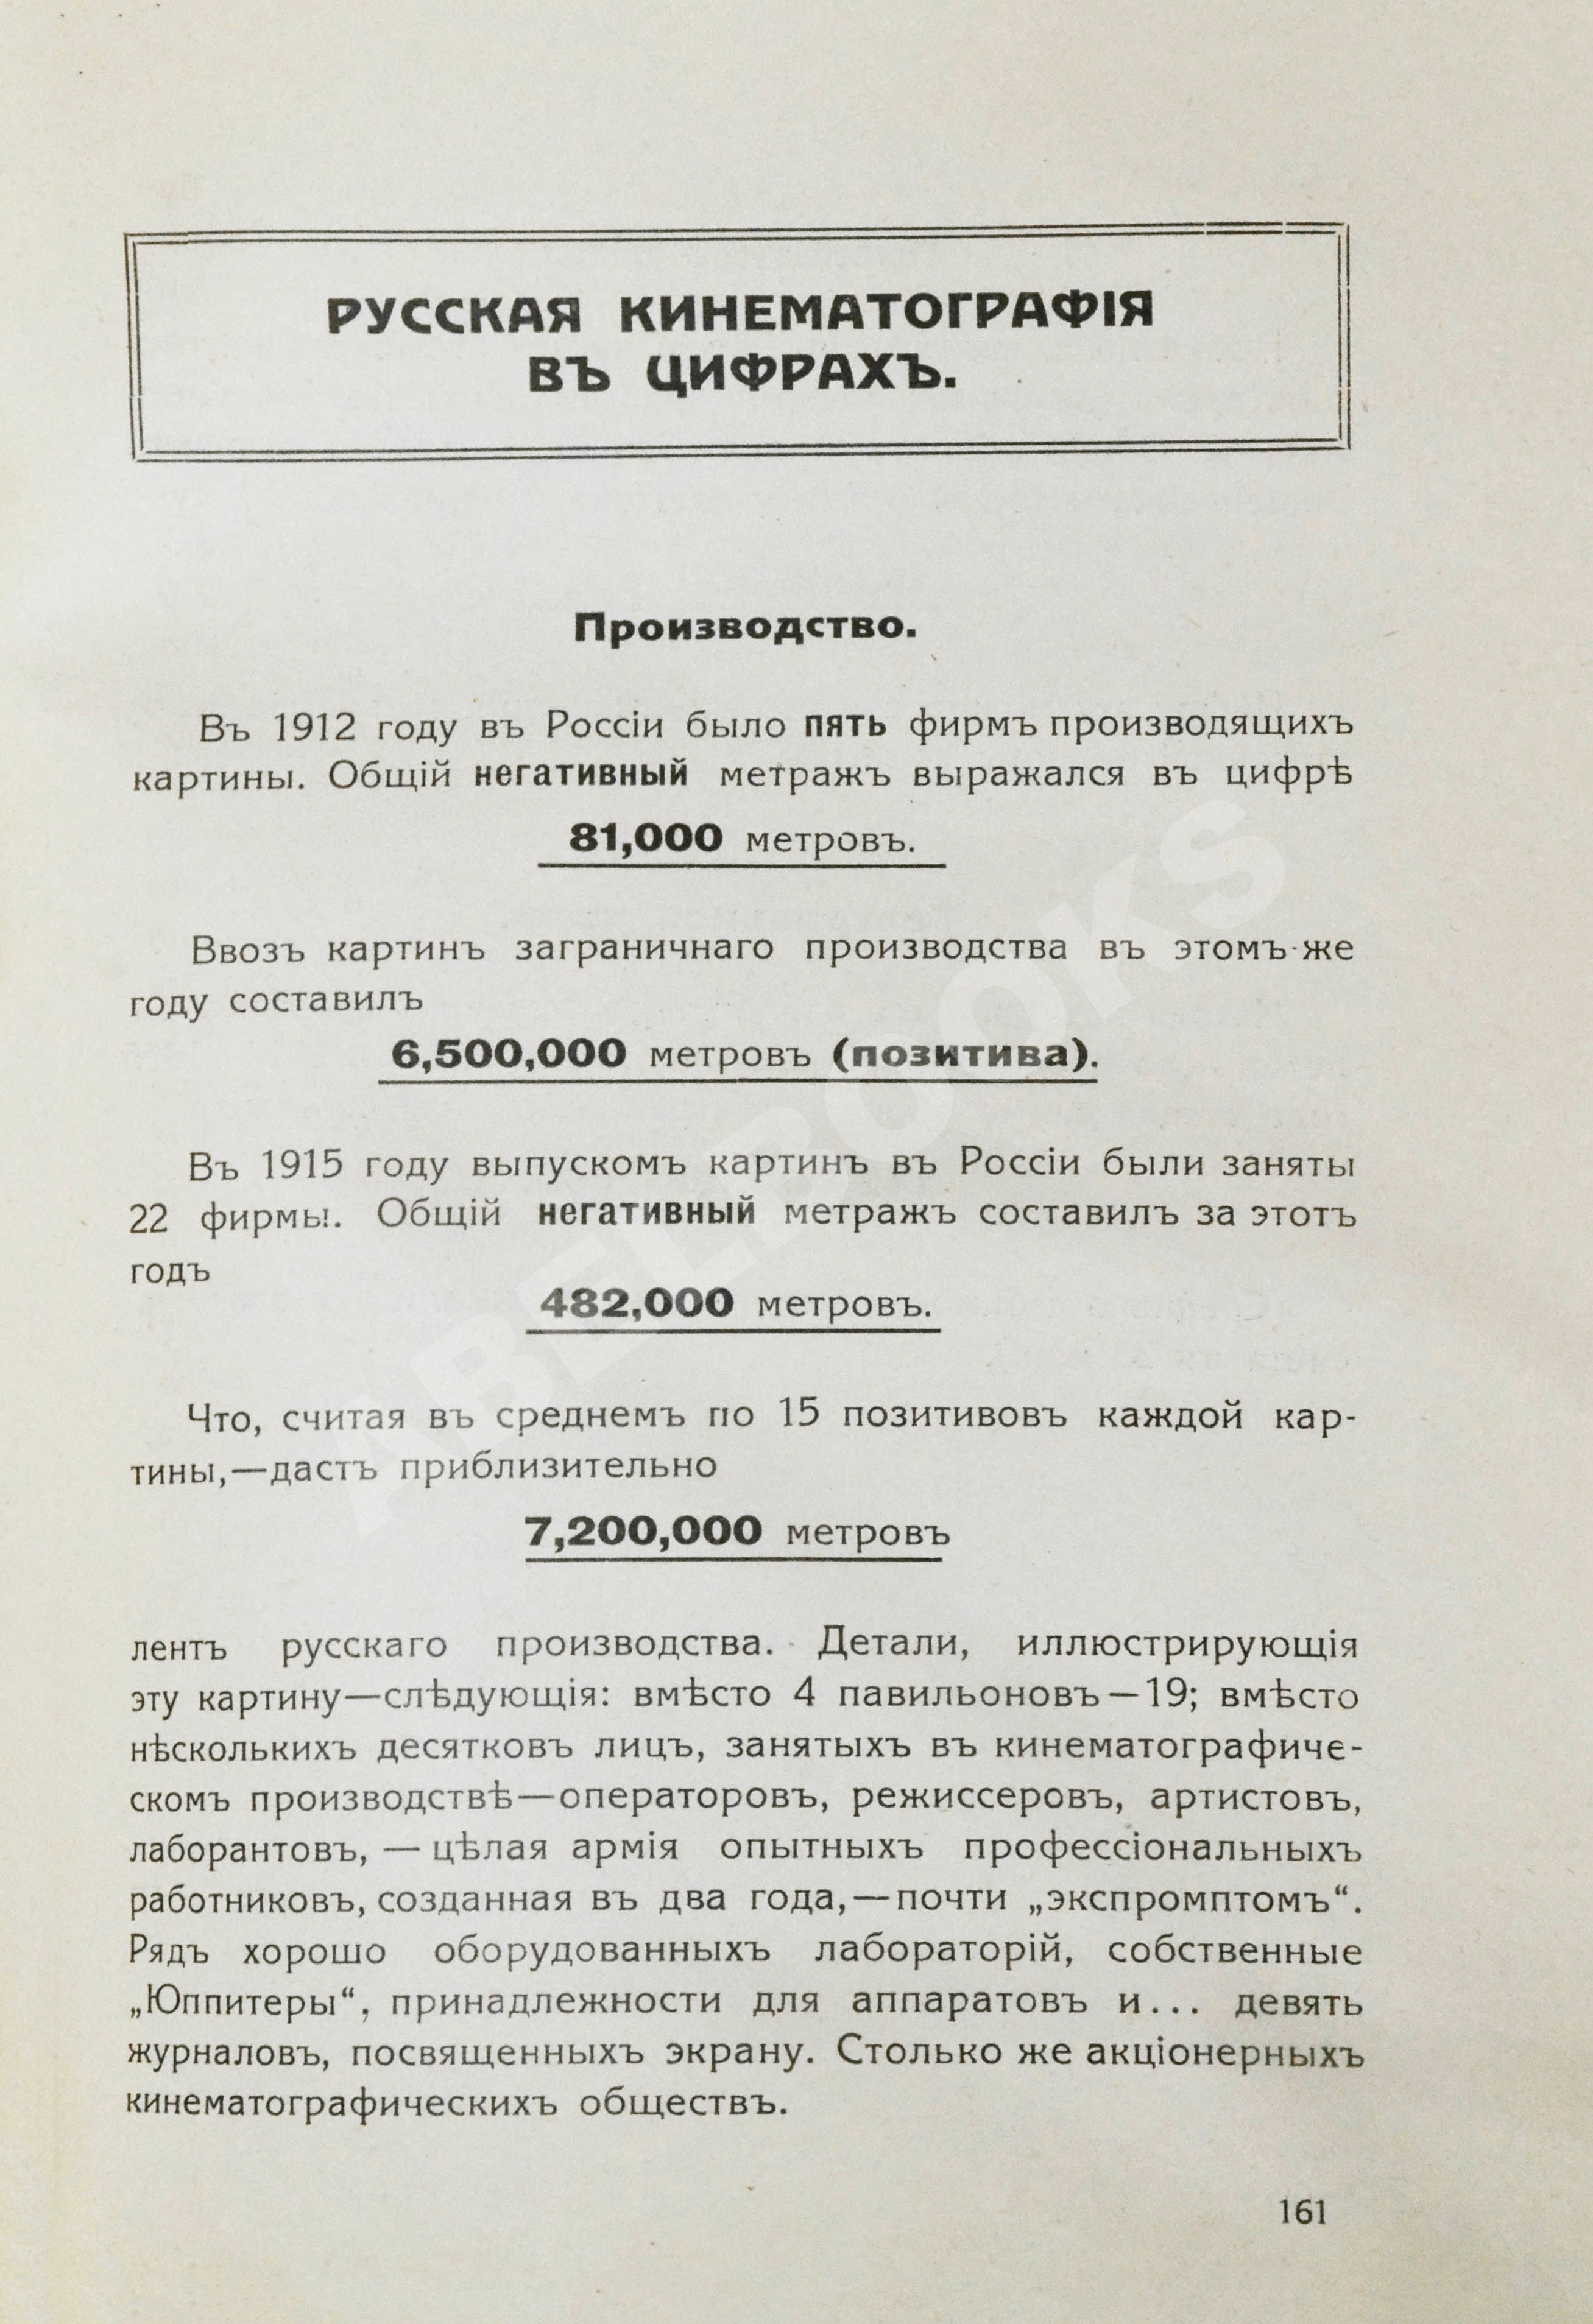 РУССКАЯ КИНЕМАТОГРАФІЯ
ВЪ ЦИФРАХЪ.
Производство.
Въ 1912 году въ Россіи было пять фирмъ производящихъ
картины. Общій негативный метражъ выражался въ цифрѣ
81,000 метровъ.
Ввозъ картинъ заграничнаго производства въ этомъ-же
году составилъ
6,500,000 метровъ (позитива).
Въ 1915 году выпускомъ картинъ въ Россіи были заняты
22 фирмы. Общій негативный метражъ составилъ за этотъ
годъ
482,000 метровъ.
Что, считая въ среднемъ по 15 позитивовъ каждой кар-
тины,—дастъ приблизительно
7,200,000 метровъ
лентъ русскаго производства. Детали, иллюстрирующія
эту картину—слѣдующія: вмѣсто 4 павильоновъ—19; вмѣсто
нѣсколькихъ десятковъ лицъ, занятыхъ въ кинематографиче-
скомъ производствѣ—операторовъ, режиссеровъ, артистовъ,
лаборантовъ, — цѣлая армія опытныхъ профессіональныхъ
работниковъ, созданная въ два года,—почти „экспромптомъ“.
Рядъ хорошо оборудованныхъ лабораторій, собственные
„Юппитеры“, принадлежности для аппаратовъ и... девять
журналовъ, посвященныхъ экрану. Столько же акціонерныхъ
кинематографическихъ обществъ.
161
ABELBOOKS